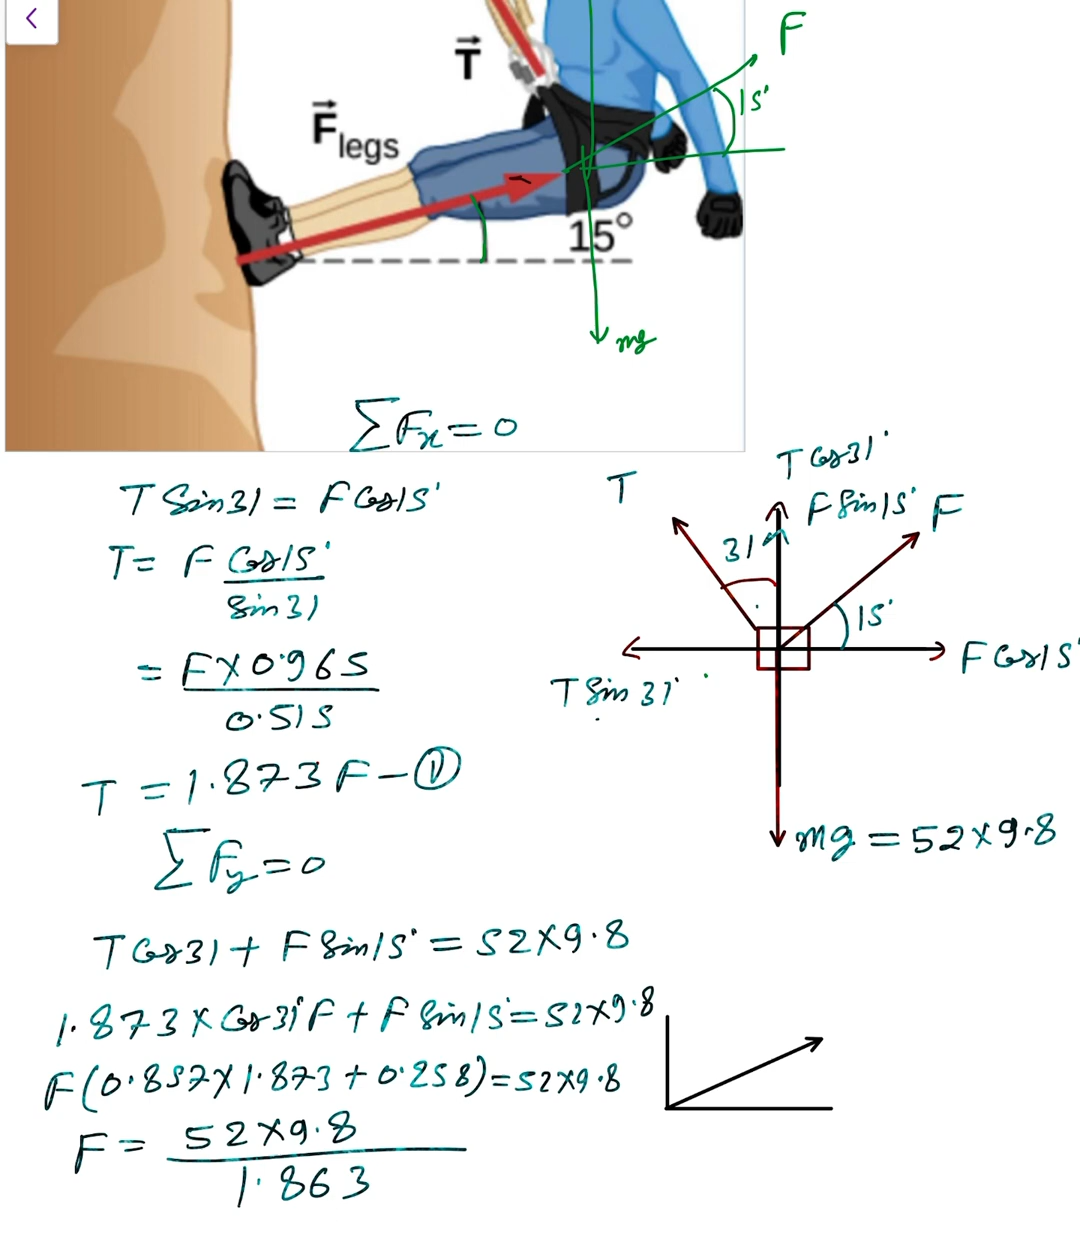 <
T
F
F legs
15°
15°
mg
ΣFx = 0
T Cos31°
T Sin31 = F Cos15°
T
F Sin15°
F
T = F Cos15° / Sin31
31
15°
= F×0.965 / 0.515
F Cos15
T Sin 31°
T = 1.873 F – ①
ΣFy = 0
mg = 52×9.8
T Cos31 + F Sin15° = 52×9.8
1.873 × Cos31° F + F Sin15 = 52×9.8
F(0.857×1.873 + 0.258) = 52×9.8
F = 52×9.8 / 1.863